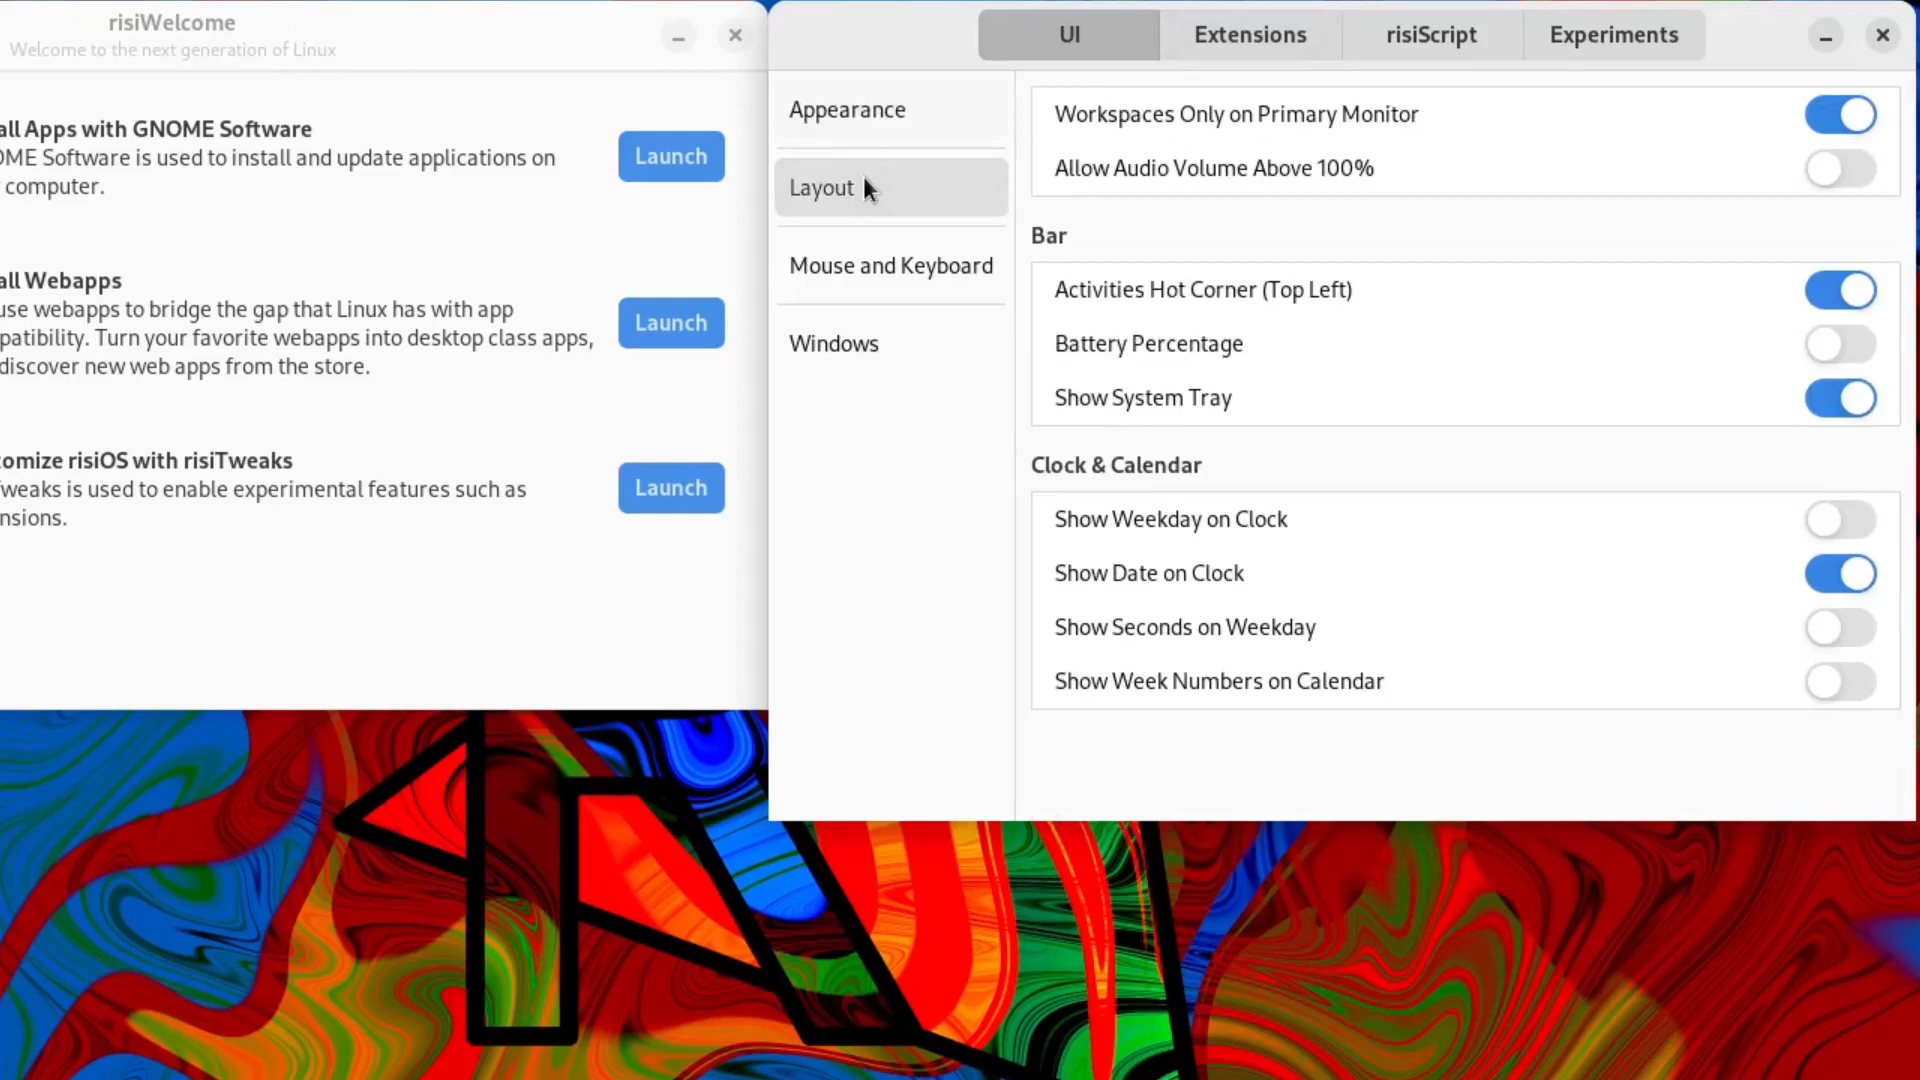 risiWelcome
Welcome to the next generation of Linux
all Apps with GNOME Software
OME Software is used to install and update applications on
computer.
Launch
all Webapps
use webapps to bridge the gap that Linux has with app
patibility. Turn your favorite webapps into desktop class apps,
discover new web apps from the store.
Launch
tomize risiOS with risiTweaks
weaks is used to enable experimental features such as
nsions.
Launch
UI
Extensions
risiScript
Experiments
Appearance
Layout
Mouse and Keyboard
Windows
Workspaces Only on Primary Monitor
Allow Audio Volume Above 100%
Bar
Activities Hot Corner (Top Left)
Battery Percentage
Show System Tray
Clock & Calendar
Show Weekday on Clock
Show Date on Clock
Show Seconds on Weekday
Show Week Numbers on Calendar